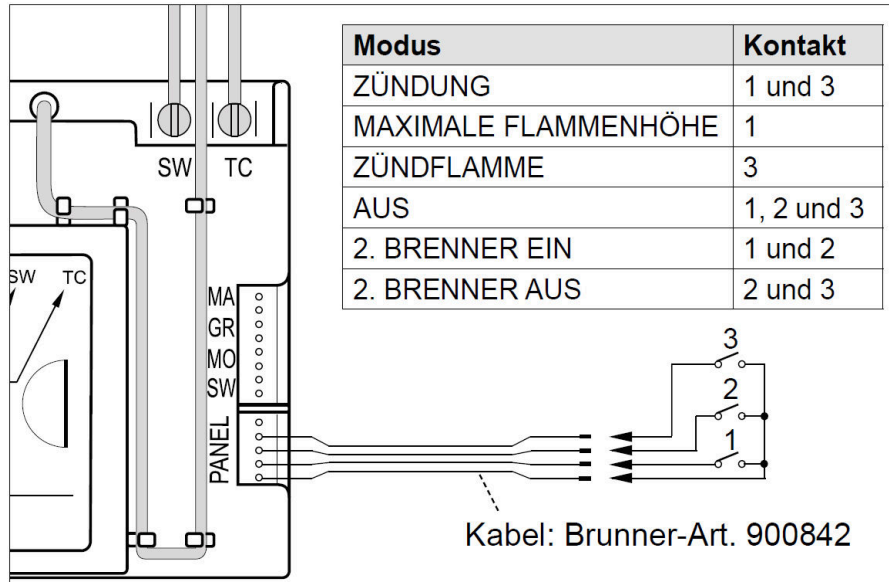 Modus Kontakt
ZÜNDUNG 1 und 3
MAXIMALE FLAMMENHÖHE 1
ZÜNDFLAMME 3
AUS 1, 2 und 3
2. BRENNER EIN 1 und 2
2. BRENNER AUS 2 und 3
SW TC
SW TC
MA
GR
MO
SW
PANEL
3
2
1
Kabel: Brunner-Art. 900842